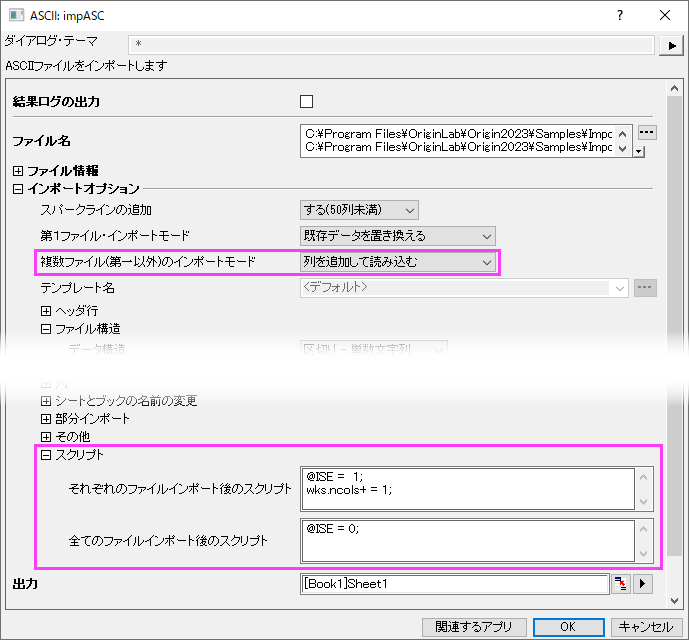 ASCII: impASC
ダイアログ・テーマ *
ASCIIファイルをインポートします
結果ログの出力
ファイル名 C:¥Program Files¥OriginLab¥Origin2023¥Samples¥Impc
C:¥Program Files¥OriginLab¥Origin2023¥Samples¥Impc
ファイル情報
インポートオプション
スパークラインの追加 する(50列未満)
第1ファイル・インポートモード 既存データを置き換える
複数ファイル(第一以外)のインポートモード 列を追加して読み込む
テンプレート名 <デフォルト>
ヘッダ行
ファイル構造
データ構造 区切り - 単数文字列
シートとブックの名前の変更
部分インポート
その他
スクリプト
それぞれのファイルインポート後のスクリプト @ISE = 1;
wks.ncols+ = 1;
全てのファイルインポート後のスクリプト @ISE = 0;
出力 [Book1]Sheet1
関連するアプリ OK キャンセル